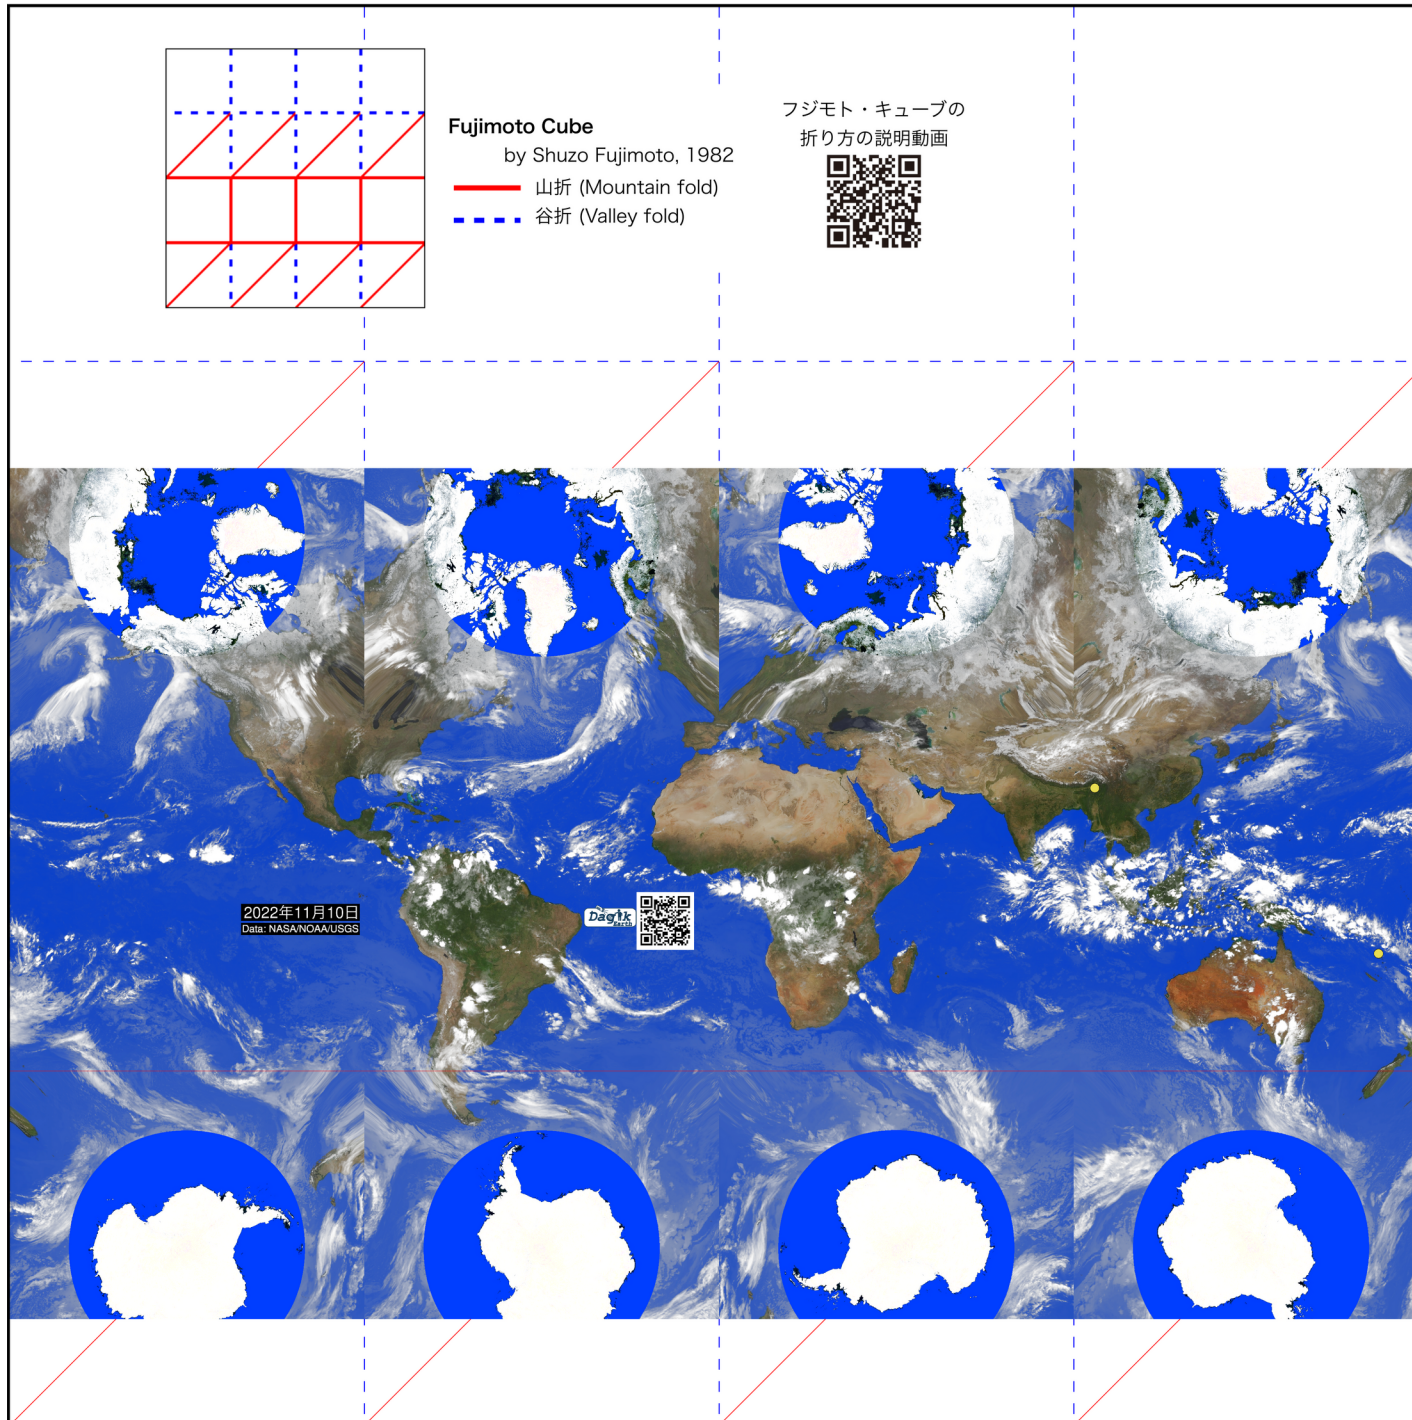 Fujimoto Cube
by Shuzo Fujimoto, 1982
山折 (Mountain fold)
谷折 (Valley fold)
フジモト・キューブの
折り方の説明動画
2022年11月10日
Data: NASA/NOAA/USGS
Dagik
Earth